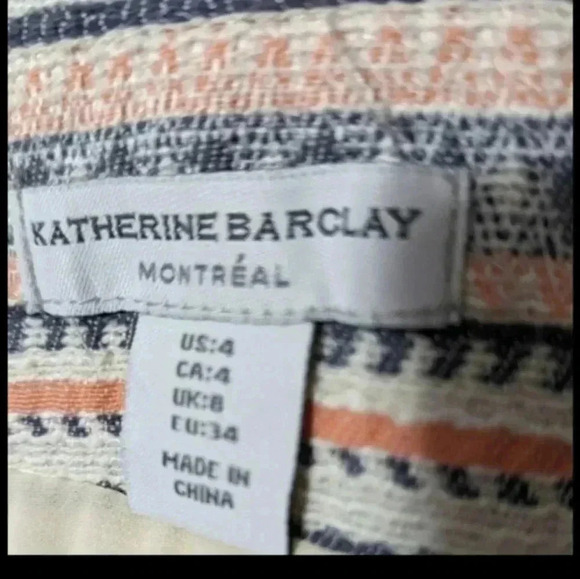 KATHERINE BARCLAY
MONTRÉAL
US:4
CA:4
UK:8
EU:34
MADE IN
CHINA